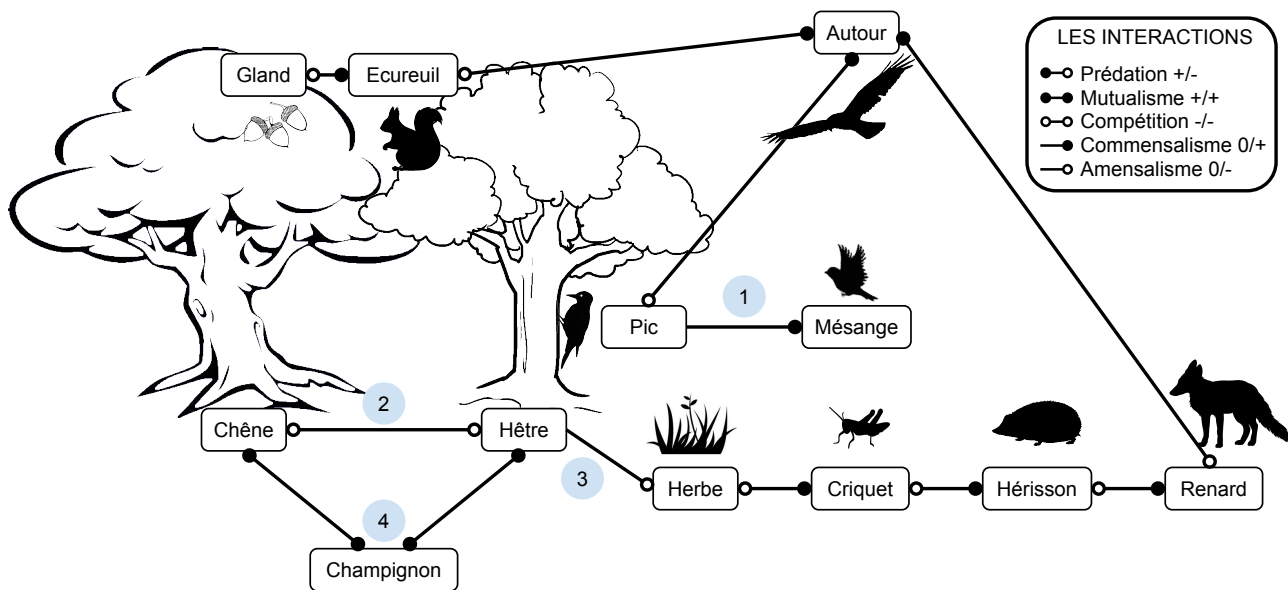 Autour
LES INTERACTIONS
Prédation +/-
Mutualisme +/+
Compétition -/-
Commensalisme 0/+
Amensalisme 0/-
Gland
Ecureuil
1
Pic
Mésange
2
Chêne
Hêtre
3
Herbe
Criquet
Hérisson
Renard
4
Champignon